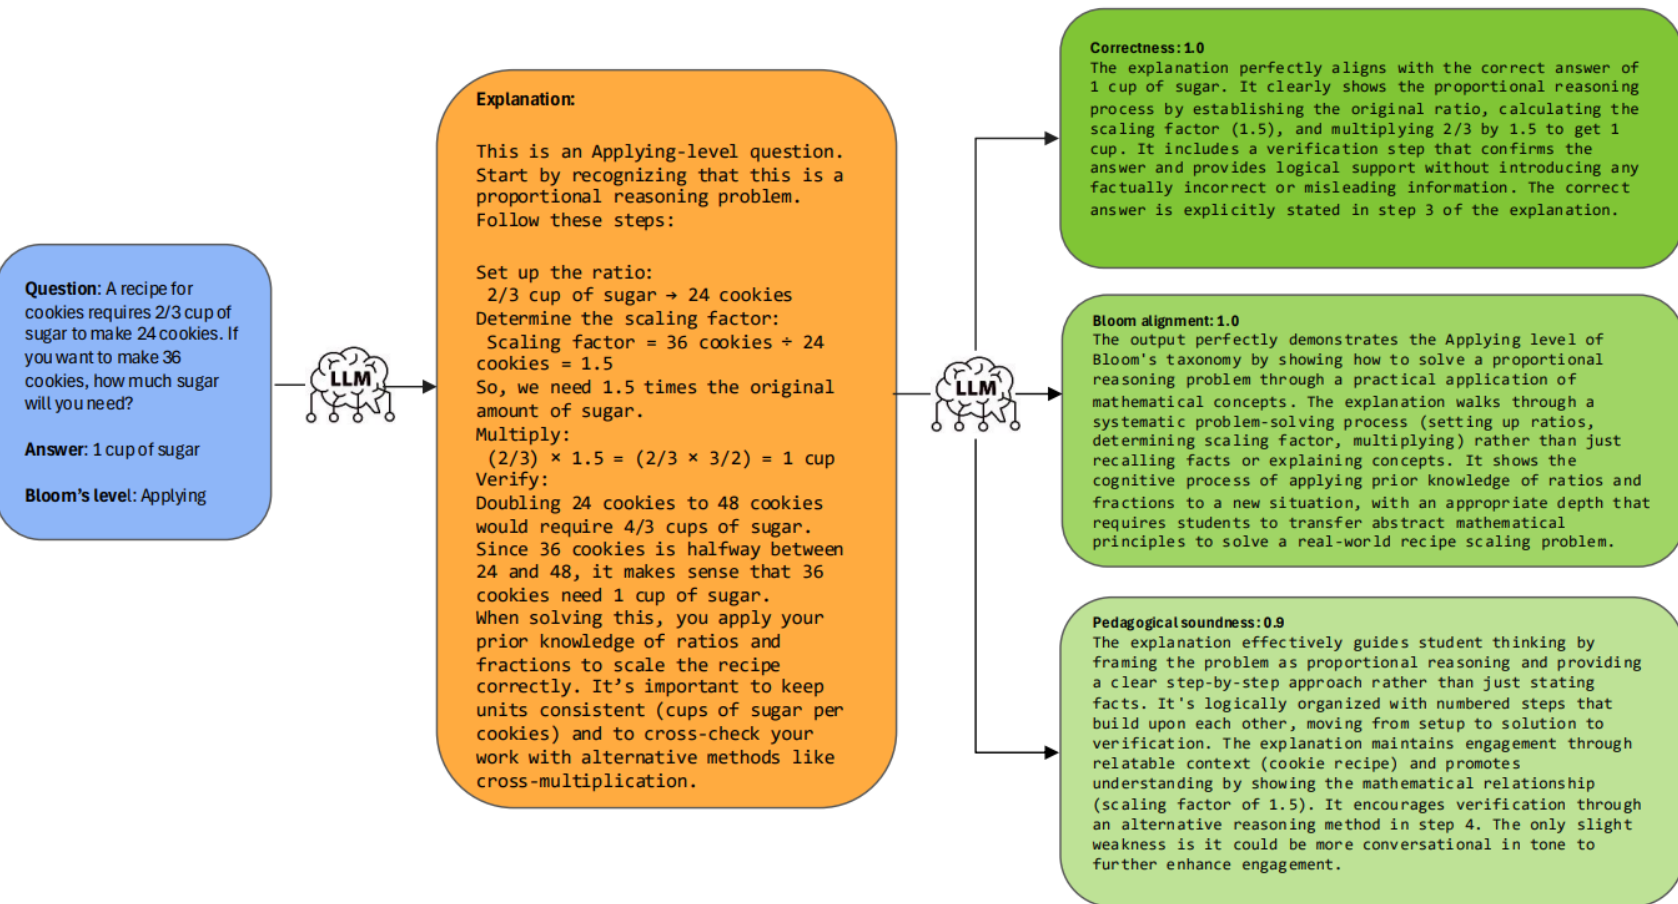 Question: A recipe for
cookies requires 2/3 cup of
sugar to make 24 cookies. If
you want to make 36
cookies, how much sugar
will you need?
Answer: 1 cup of sugar
Bloom's level: Applying
LLM
Explanation:
This is an Applying-level question.
Start by recognizing that this is a
proportional reasoning problem.
Follow these steps:
Set up the ratio:
2/3 cup of sugar → 24 cookies
Determine the scaling factor:
Scaling factor = 36 cookies ÷ 24
cookies = 1.5
So, we need 1.5 times the original
amount of sugar.
Multiply:
(2/3) × 1.5 = (2/3 × 3/2) = 1 cup
Verify:
Doubling 24 cookies to 48 cookies
would require 4/3 cups of sugar.
Since 36 cookies is halfway between
24 and 48, it makes sense that 36
cookies need 1 cup of sugar.
When solving this, you apply your
prior knowledge of ratios and
fractions to scale the recipe
correctly. It's important to keep
units consistent (cups of sugar per
cookies) and to cross-check your
work with alternative methods like
cross-multiplication.
LLM
Correctness: 1.0
The explanation perfectly aligns with the correct answer of
1 cup of sugar. It clearly shows the proportional reasoning
process by establishing the original ratio, calculating the
scaling factor (1.5), and multiplying 2/3 by 1.5 to get 1
cup. It includes a verification step that confirms the
answer and provides logical support without introducing any
factually incorrect or misleading information. The correct
answer is explicitly stated in step 3 of the explanation.
Bloom alignment: 1.0
The output perfectly demonstrates the Applying level of
Bloom's taxonomy by showing how to solve a proportional
reasoning problem through a practical application of
mathematical concepts. The explanation walks through a
systematic problem-solving process (setting up ratios,
determining scaling factor, multiplying) rather than just
recalling facts or explaining concepts. It shows the
cognitive process of applying prior knowledge of ratios and
fractions to a new situation, with an appropriate depth that
requires students to transfer abstract mathematical
principles to solve a real-world recipe scaling problem.
Pedagogical soundness: 0.9
The explanation effectively guides student thinking by
framing the problem as proportional reasoning and providing
a clear step-by-step approach rather than just stating
facts. It's logically organized with numbered steps that
build upon each other, moving from setup to solution to
verification. The explanation maintains engagement through
relatable context (cookie recipe) and promotes
understanding by showing the mathematical relationship
(scaling factor of 1.5). It encourages verification through
an alternative reasoning method in step 4. The only slight
weakness is it could be more conversational in tone to
further enhance engagement.